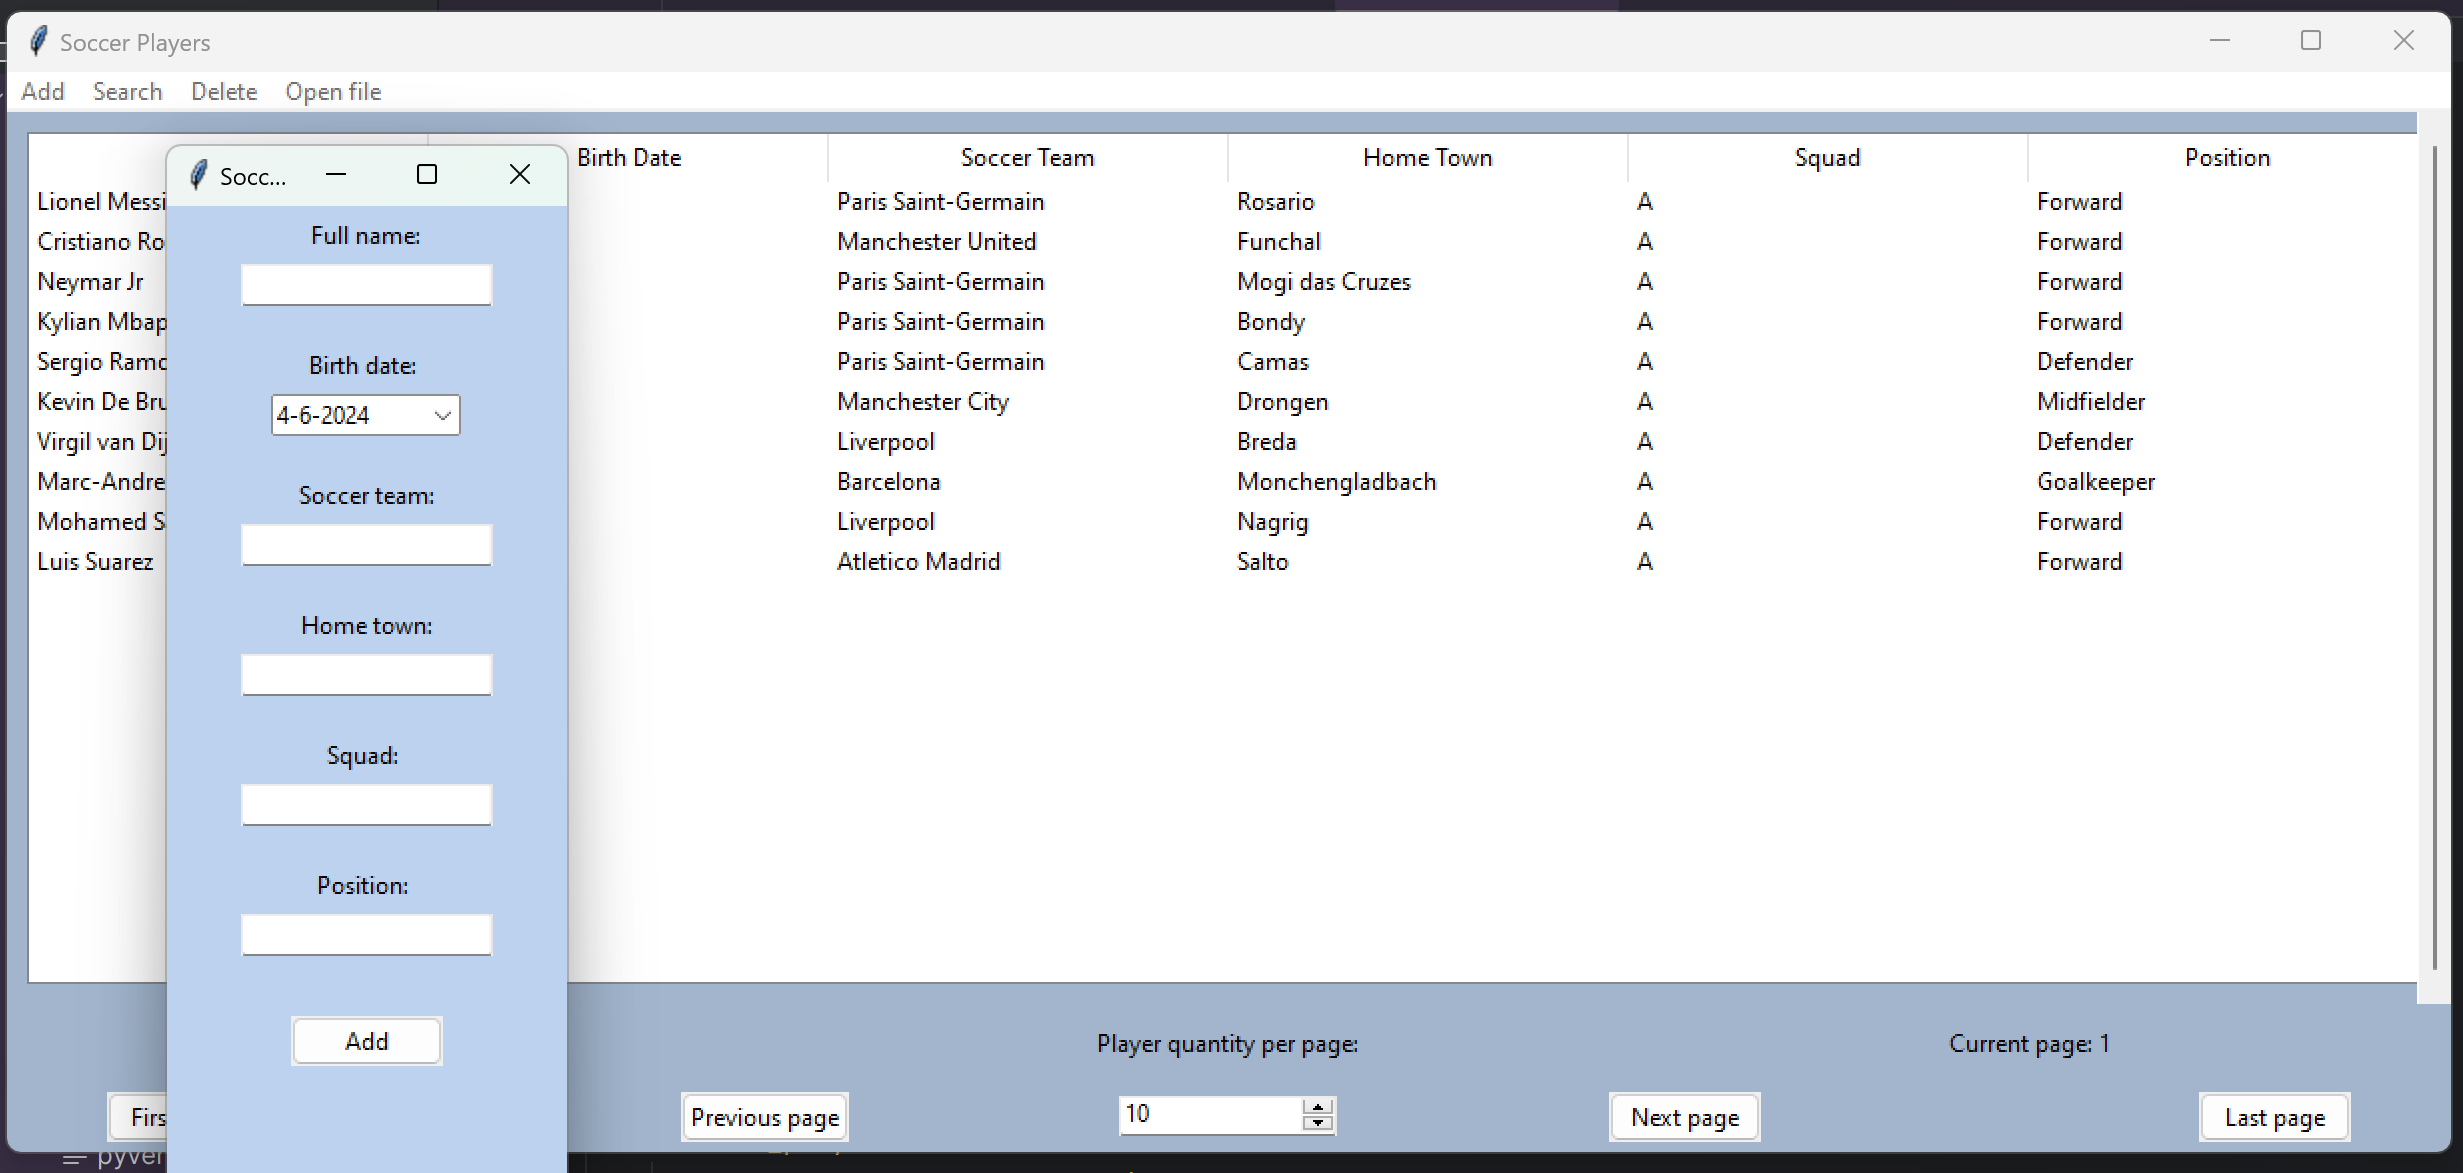 Soccer Players
Add Search Delete Open file
Birth Date Soccer Team Home Town Squad Position
Lionel Messi Paris Saint-Germain Rosario A Forward
Cristiano Ro Manchester United Funchal A Forward
Neymar Jr Paris Saint-Germain Mogi das Cruzes A Forward
Kylian Mbap Paris Saint-Germain Bondy A Forward
Sergio Ramo Paris Saint-Germain Camas A Defender
Kevin De Bru Manchester City Drongen A Midfielder
Virgil van Dij Liverpool Breda A Defender
Marc-Andre Barcelona Monchengladbach A Goalkeeper
Mohamed S Liverpool Nagrig A Forward
Luis Suarez Atletico Madrid Salto A Forward
Socc...
Full name:
Birth date:
4-6-2024
Soccer team:
Home town:
Squad:
Position:
Add
Player quantity per page: Current page: 1
Firs Previous page 10 Next page Last page
pyver